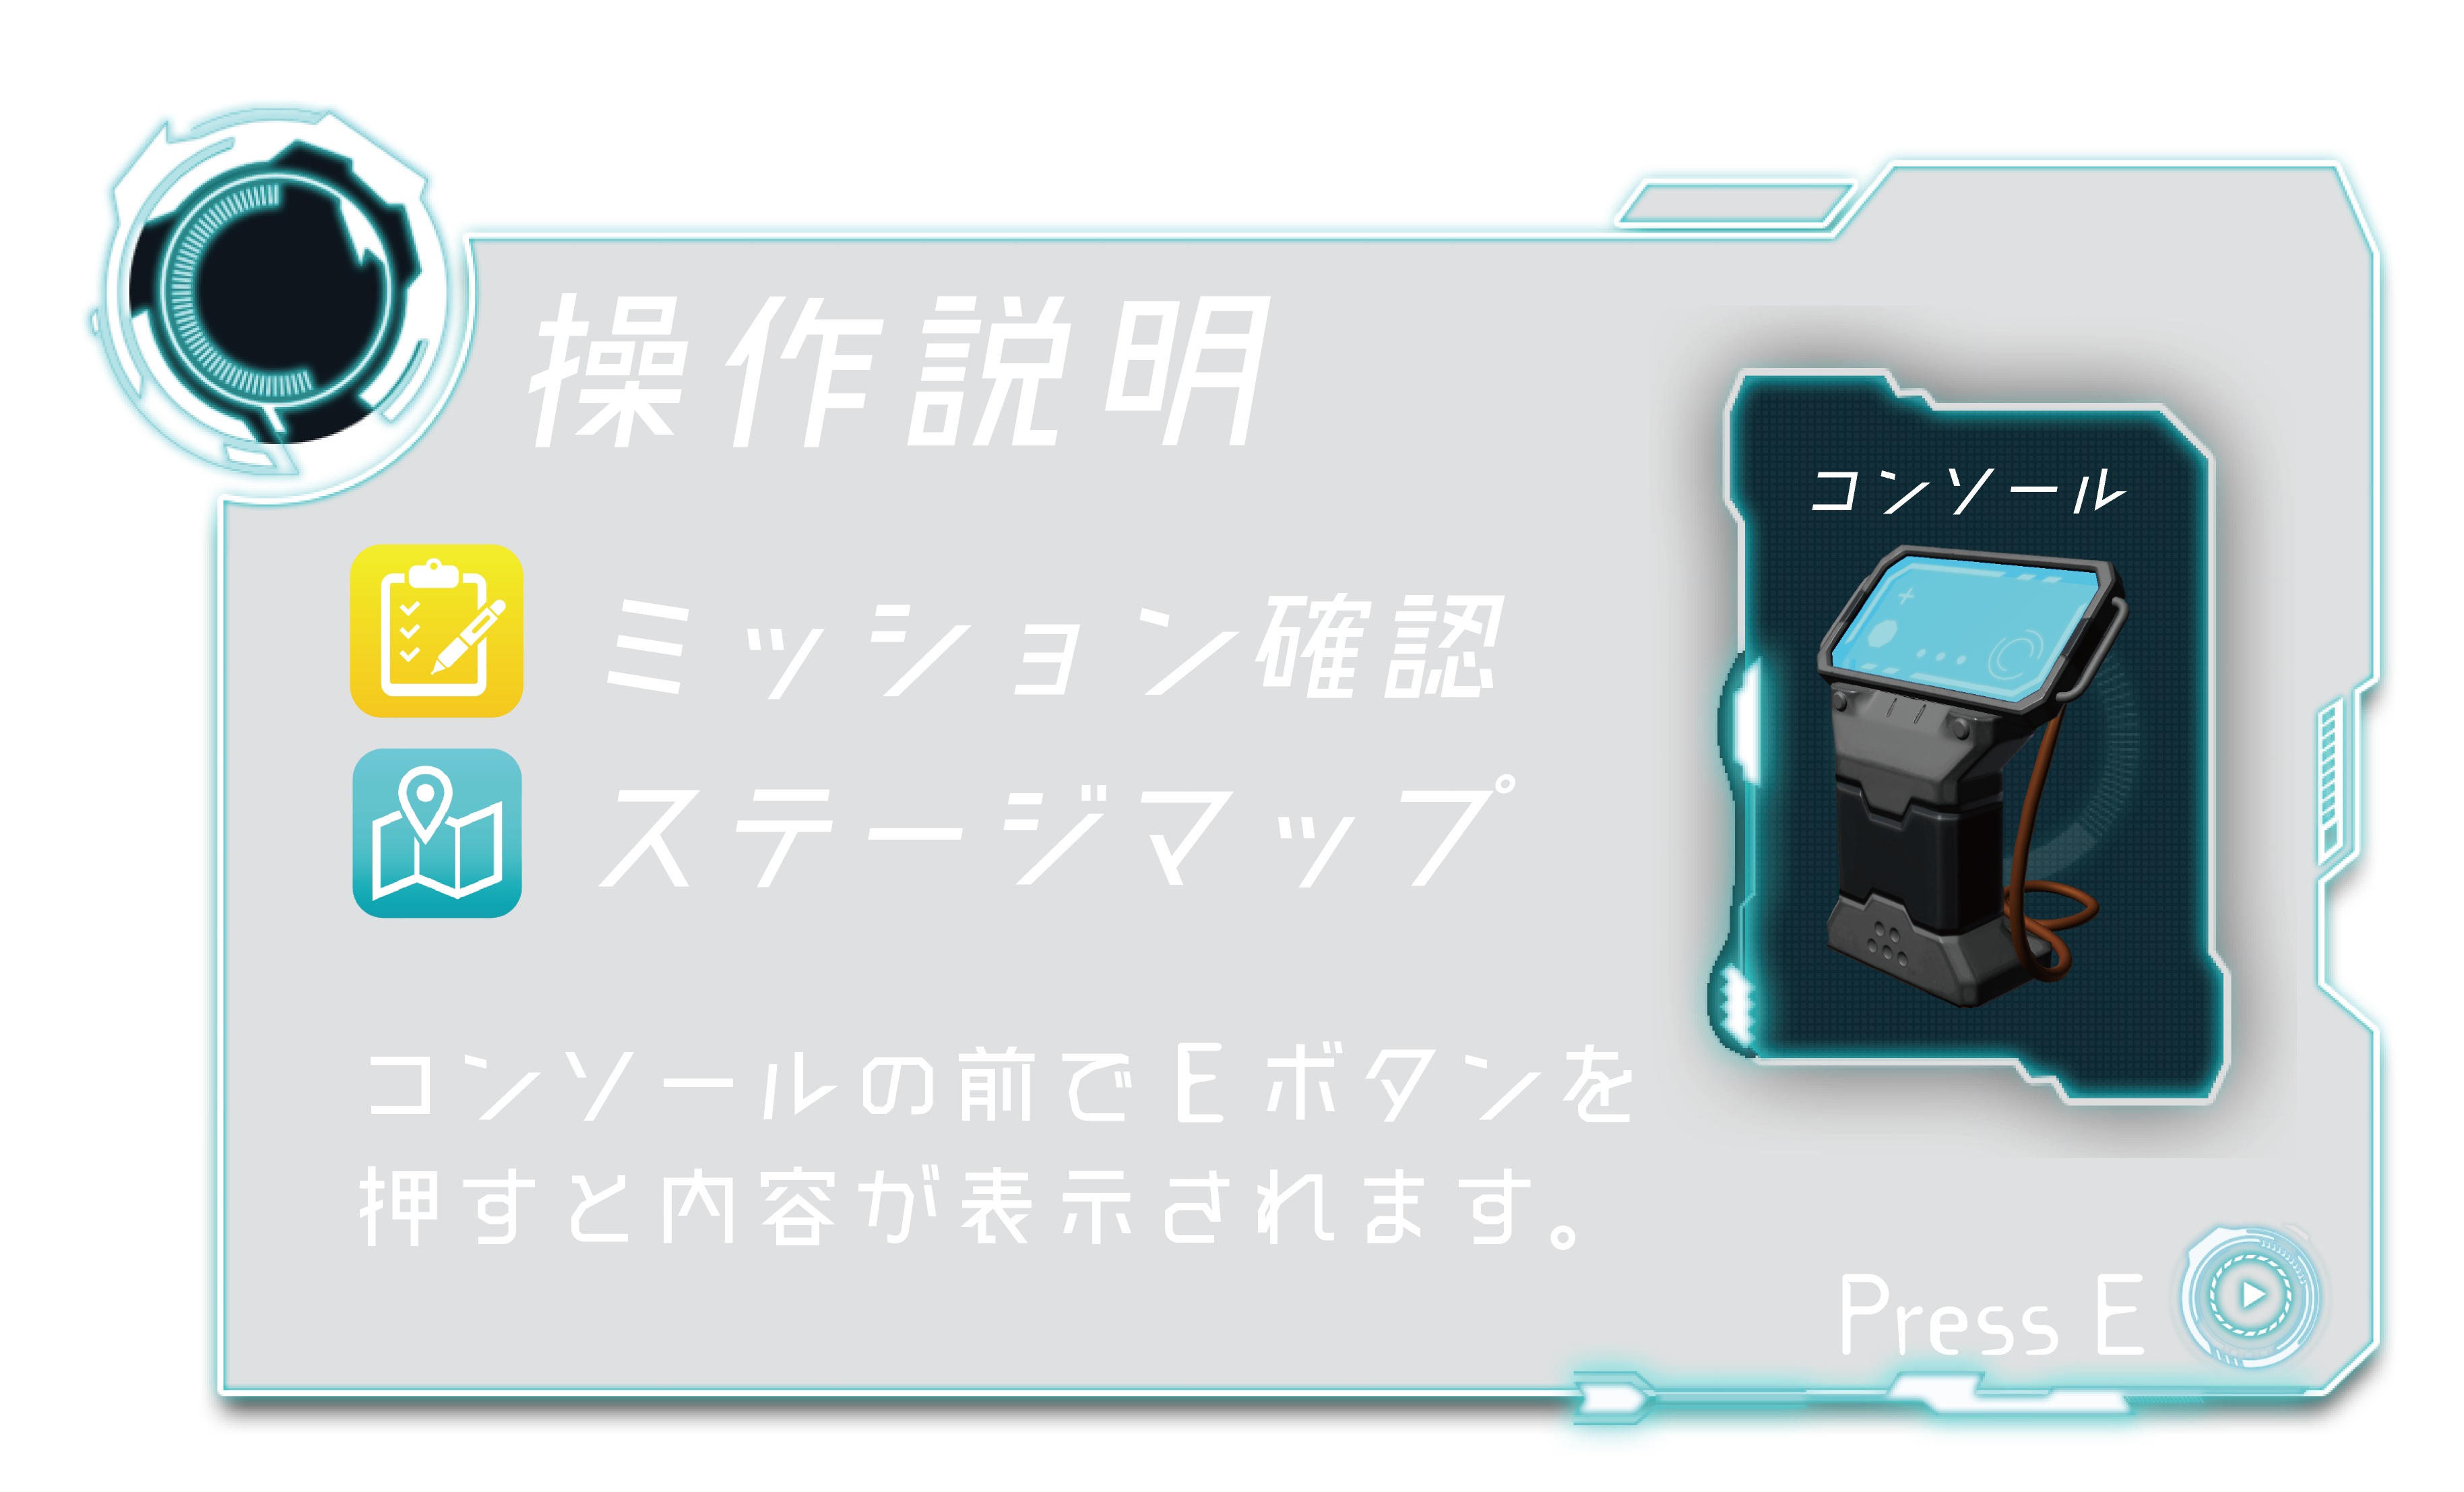 操作説明
コンソール
ミッション確認
ステージマップ
コンソールの前でEボタンを
押すと内容が表示されます。
Press E